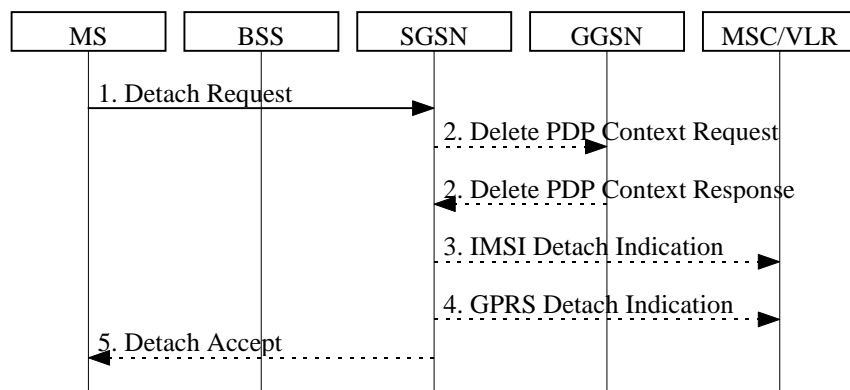 MS BSS SGSN GGSN MSC/VLR
1. Detach Request
2. Delete PDP Context Request
2. Delete PDP Context Response
3. IMSI Detach Indication
4. GPRS Detach Indication
5. Detach Accept